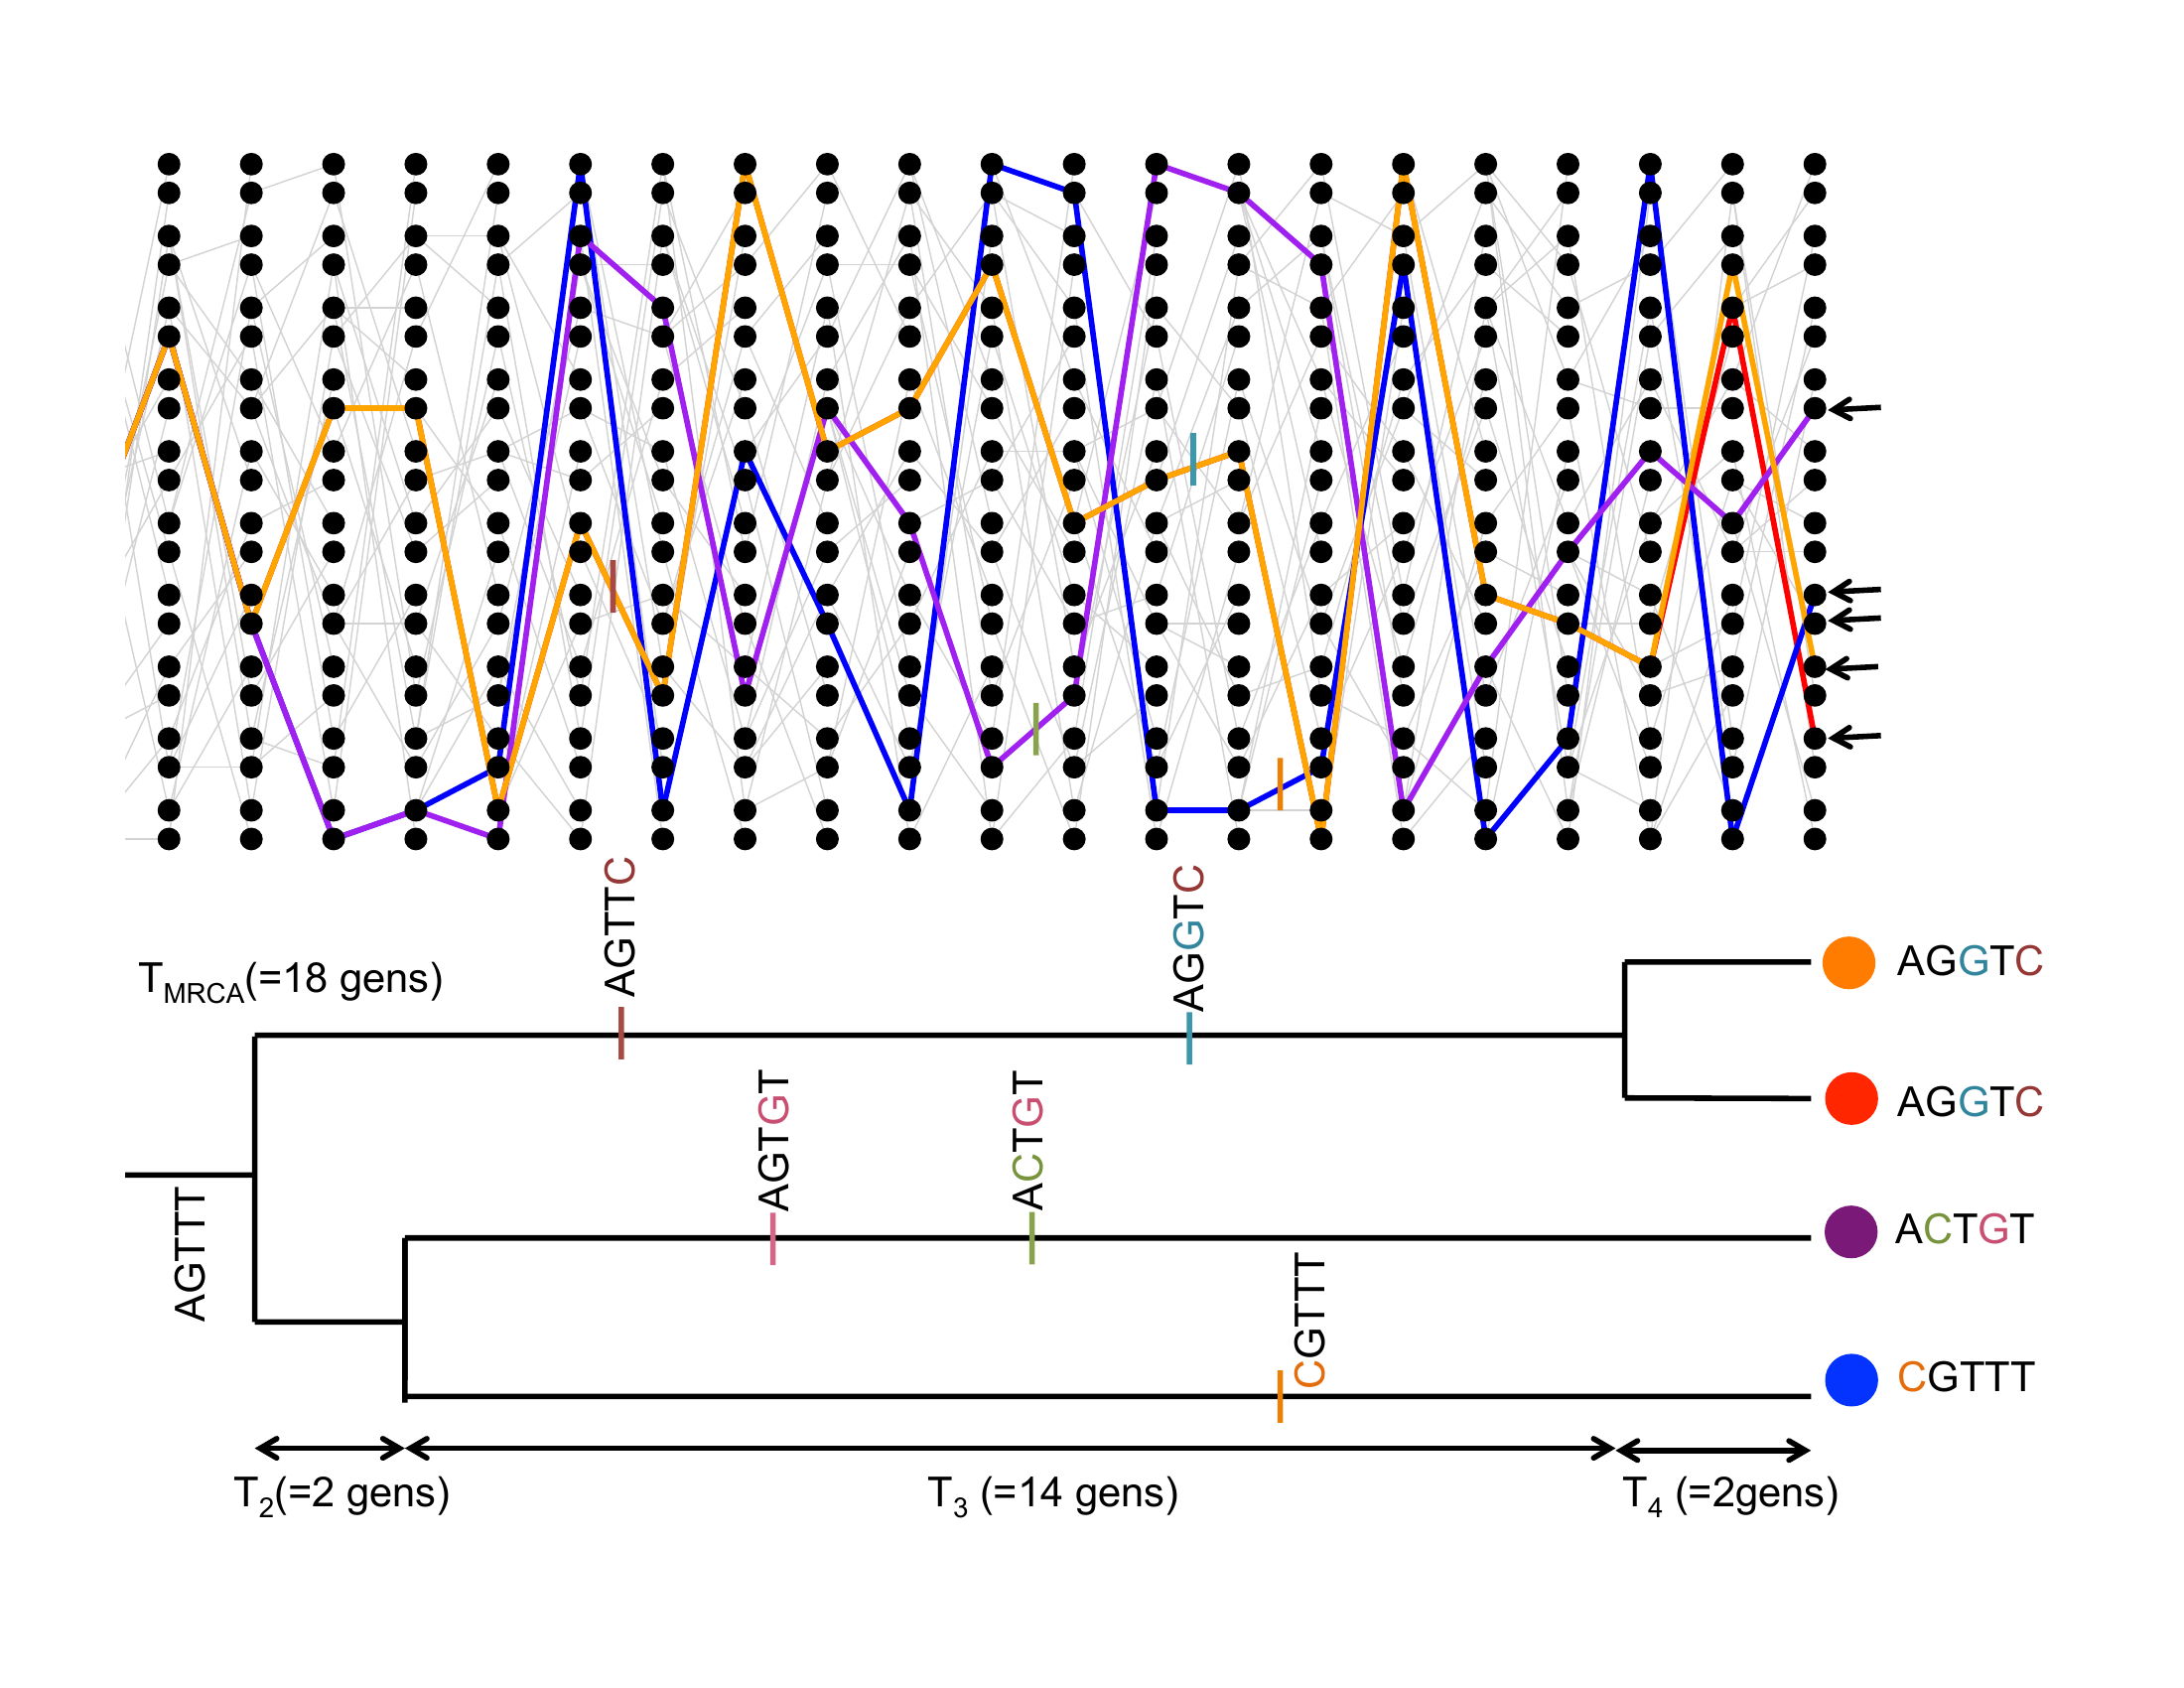 AGTTC
AGGTC
T_MRCA(=18 gens)
AGGTC
AGGTC
AGTGT
ACTGT
AGTTT
ACTGT
CGTTT
CGTTT
T2(=2 gens)
T3 (=14 gens)
T4 (=2gens)